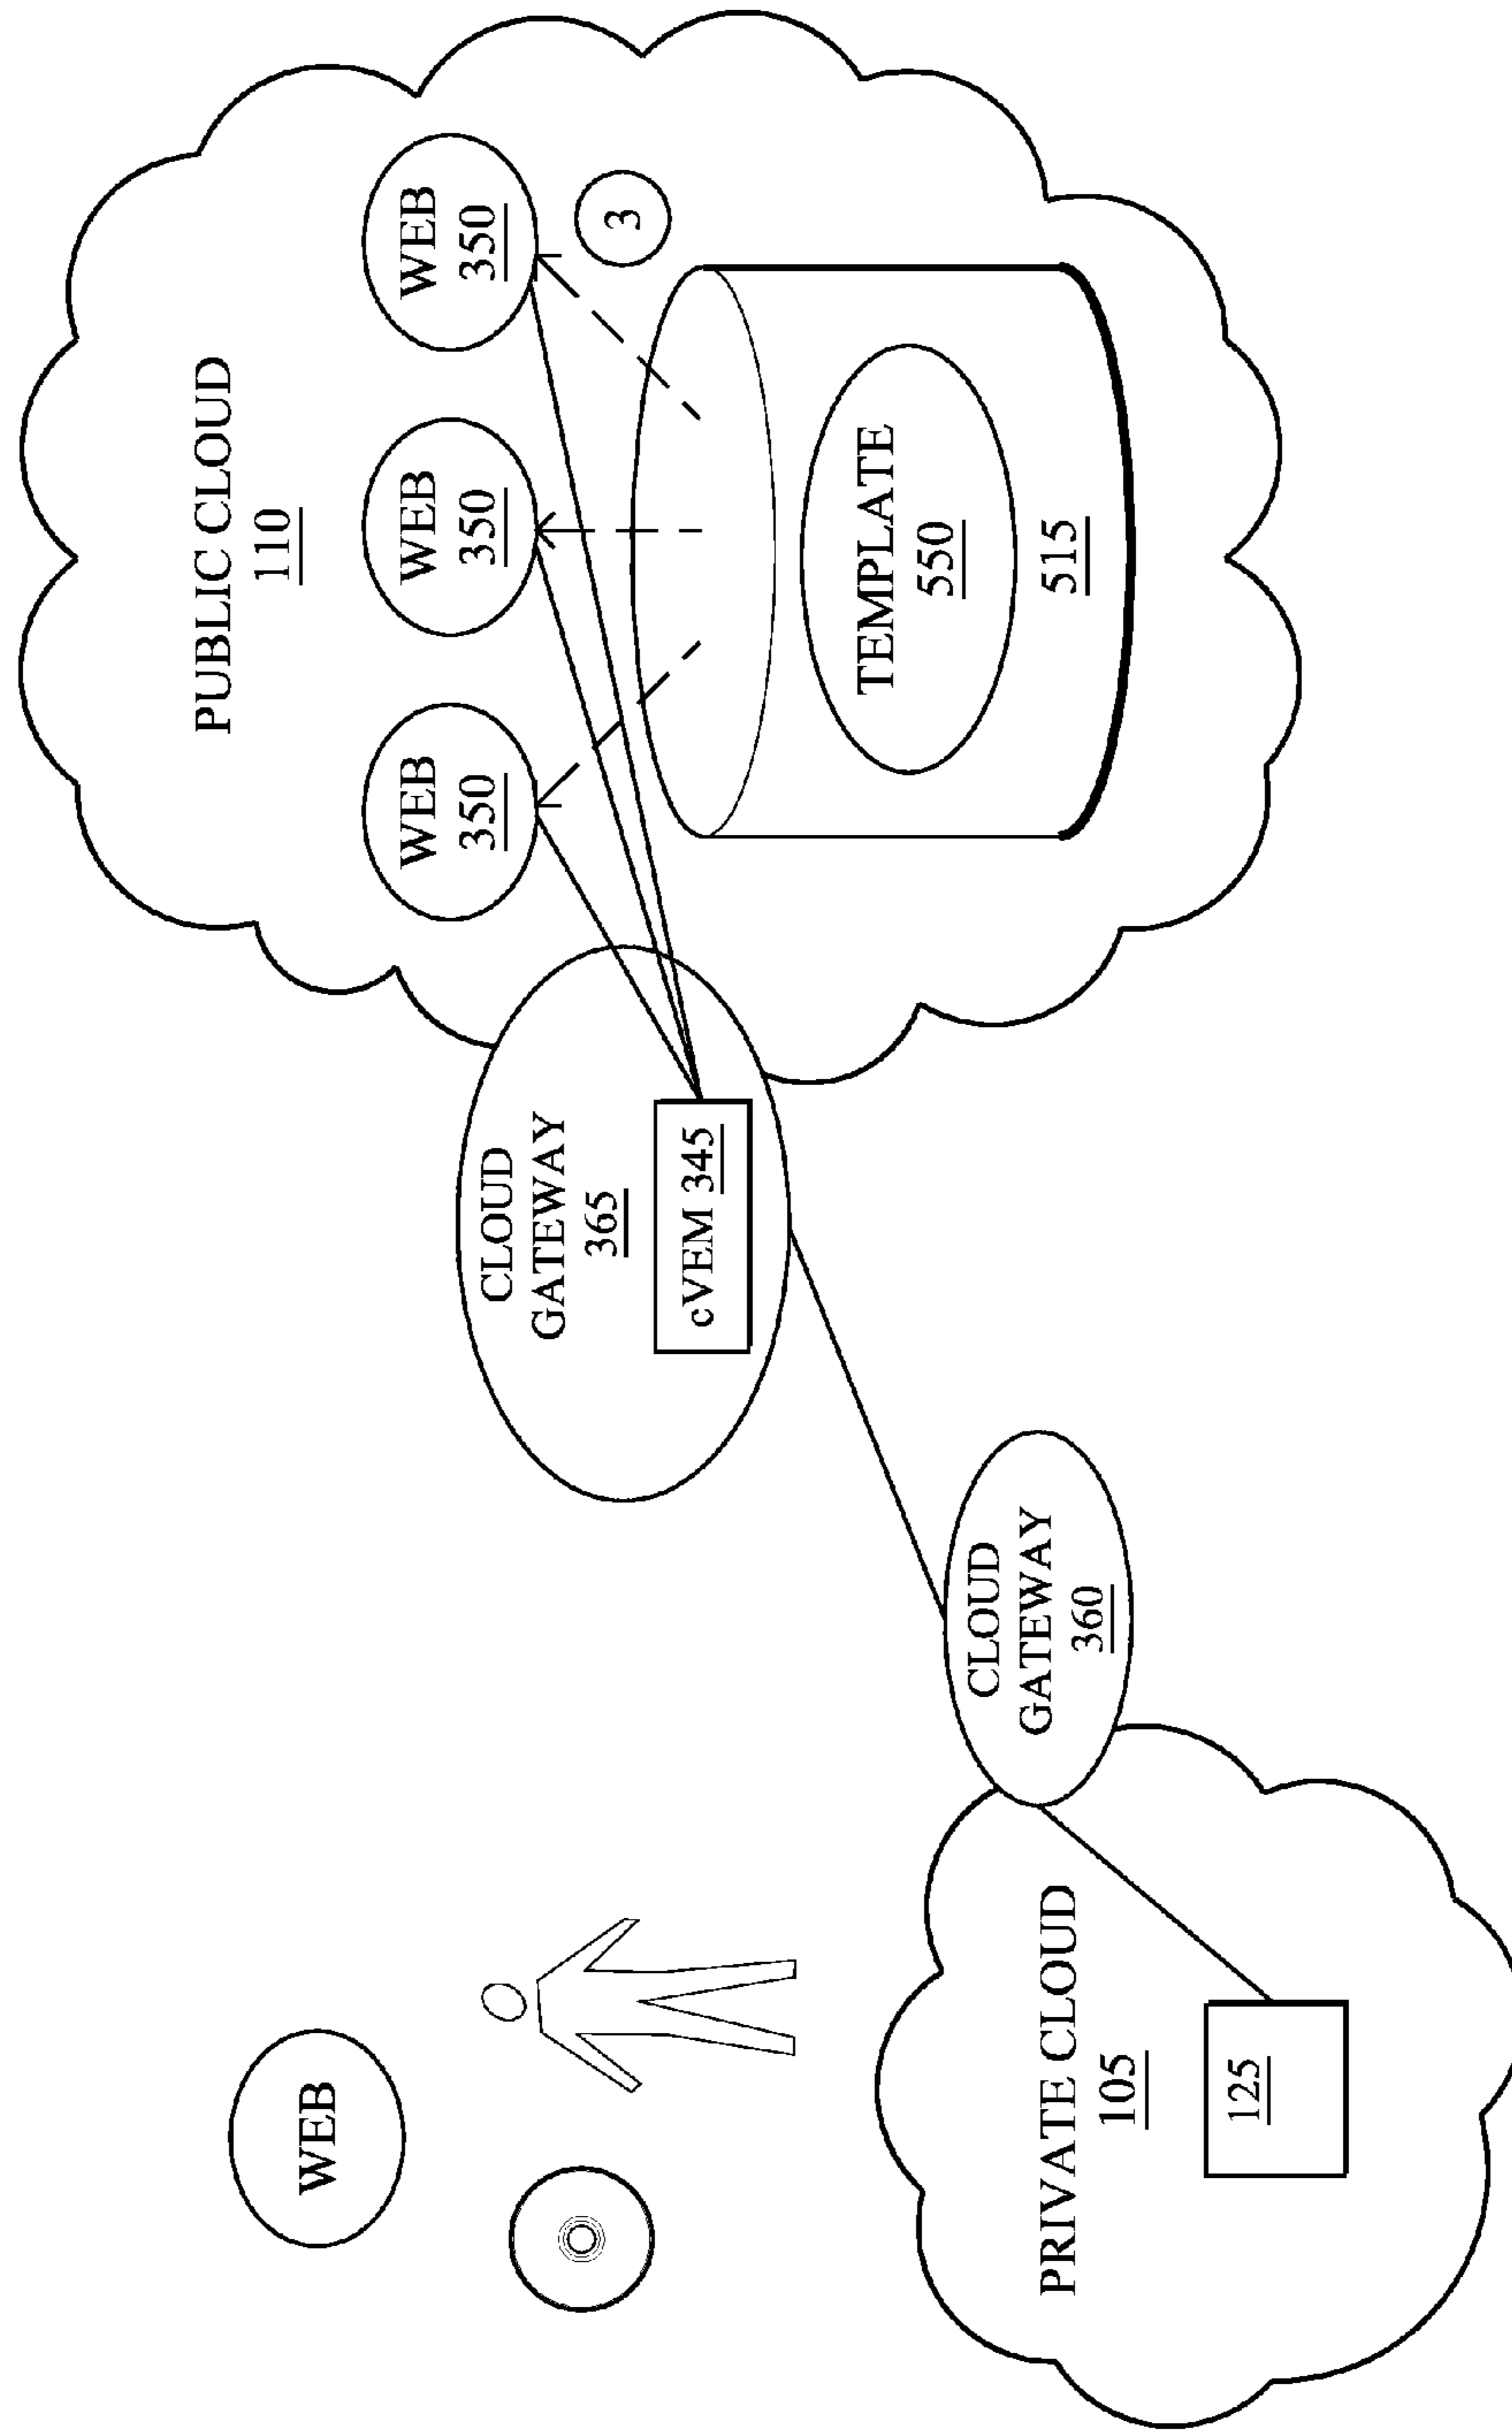 PUBLIC CLOUD
110
WEB
350
WEB
350
WEB
350
3
TEMPLATE
550
515
CLOUD
GATEWAY
365
cVEM 345
CLOUD
GATEWAY
360
WEB
PRIVATE CLOUD
105
125